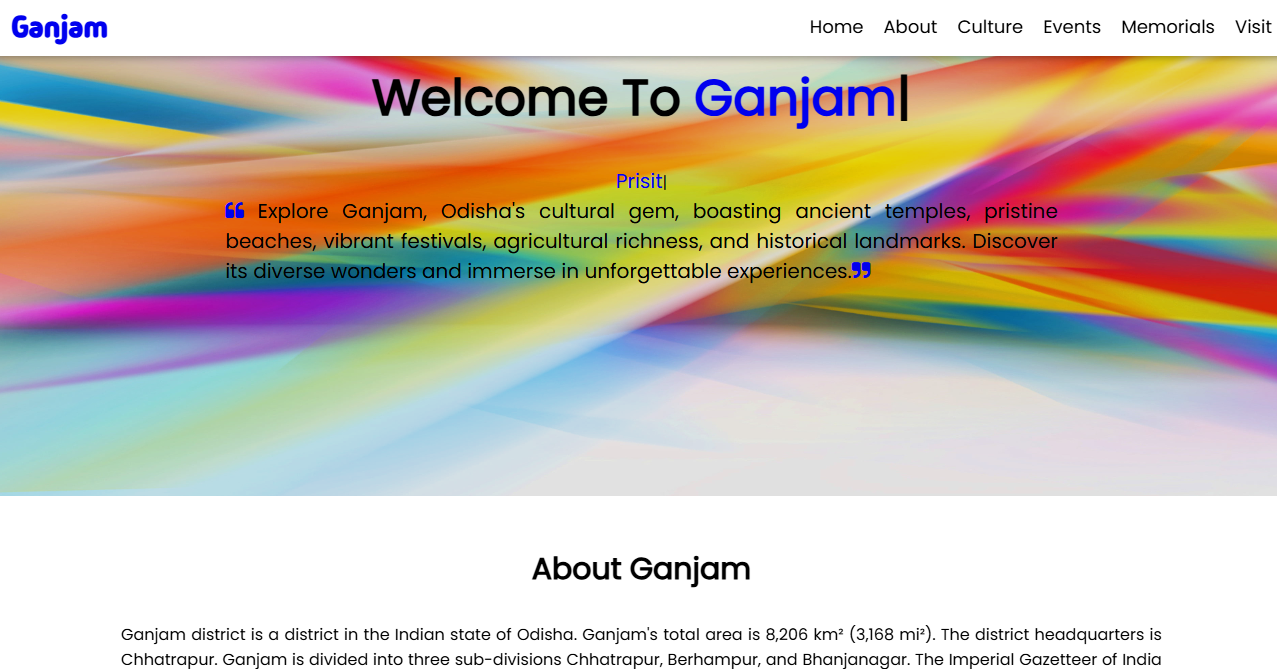 Ganjam
Home About Culture Events Memorials Visit
Welcome To Ganjam|
Prisit|
❝ Explore Ganjam, Odisha's cultural gem, boasting ancient temples, pristine
beaches, vibrant festivals, agricultural richness, and historical landmarks. Discover
its diverse wonders and immerse in unforgettable experiences.❞
About Ganjam
Ganjam district is a district in the Indian state of Odisha. Ganjam's total area is 8,206 km² (3,168 mi²). The district headquarters is
Chhatrapur. Ganjam is divided into three sub-divisions Chhatrapur, Berhampur, and Bhanjanagar. The Imperial Gazetteer of India